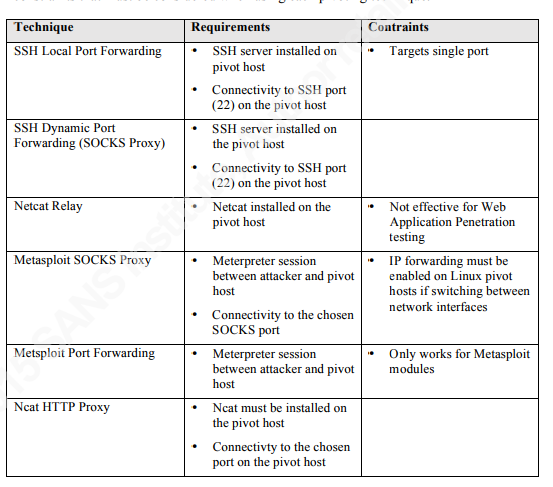 Technique Requirements Contraints
SSH Local Port Forwarding • SSH server installed on • Targets single port
pivot host
• Connectivity to SSH port
(22) on the pivot host
SSH Dynamic Port • SSH server installed on
Forwarding (SOCKS Proxy) the pivot host
• Connectivity to SSH port
(22) on the pivot host
Netcat Relay • Netcat installed on the • Not effective for Web
pivot host Application Penetration
testing
Metasploit SOCKS Proxy • Meterpreter session • IP forwarding must be
between attacker and pivot enabled on Linux pivot
host hosts if switching between
• Connectivity to the chosen network interfaces
SOCKS port
Metsploit Port Forwarding • Meterpreter session • Only works for Metasploit
between attacker and pivot modules
host
Ncat HTTP Proxy • Ncat must be installed on
the pivot host
• Connectivty to the chosen
port on the pivot host
15 SANS Institute